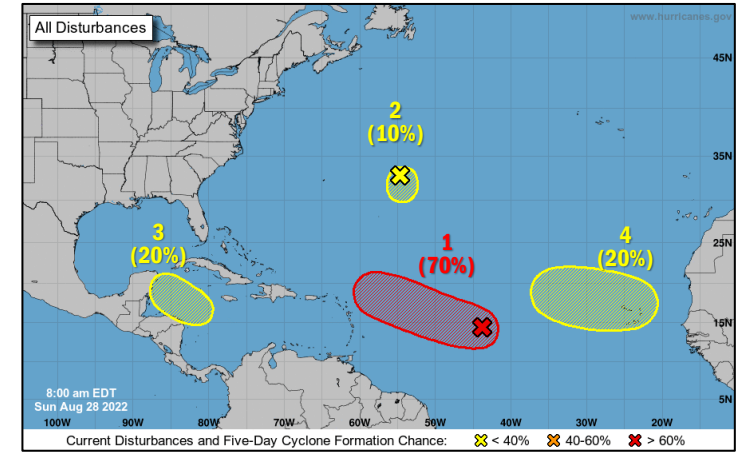 All Disturbances
www.hurricanes.gov
45N
2
(10%)
35N
3
(20%)
1
(70%)
4
(20%)
25N
15N
5N
8:00 am EDT
Sun Aug 28 2022
100W 90W 80W 70W 60W 50W 40W 30W 20W
Current Disturbances and Five-Day Cyclone Formation Chance: < 40% 40-60% > 60%